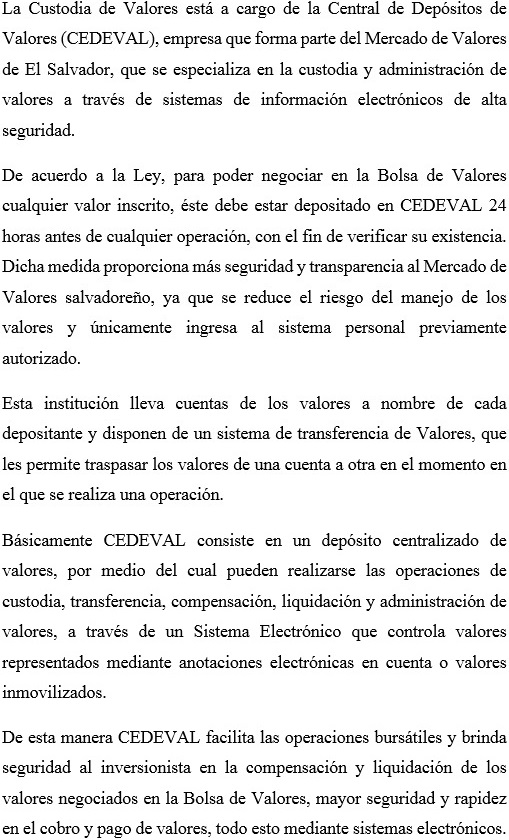 La Custodia de Valores está a cargo de la Central de Depósitos de
Valores (CEDEVAL), empresa que forma parte del Mercado de Valores
de El Salvador, que se especializa en la custodia y administración de
valores a través de sistemas de información electrónicos de alta
seguridad.
De acuerdo a la Ley, para poder negociar en la Bolsa de Valores
cualquier valor inscrito, éste debe estar depositado en CEDEVAL 24
horas antes de cualquier operación, con el fin de verificar su existencia.
Dicha medida proporciona más seguridad y transparencia al Mercado de
Valores salvadoreño, ya que se reduce el riesgo del manejo de los
valores y únicamente ingresa al sistema personal previamente
autorizado.
Esta institución lleva cuentas de los valores a nombre de cada
depositante y disponen de un sistema de transferencia de Valores, que
les permite traspasar los valores de una cuenta a otra en el momento en
el que se realiza una operación.
Básicamente CEDEVAL consiste en un depósito centralizado de
valores, por medio del cual pueden realizarse las operaciones de
custodia, transferencia, compensación, liquidación y administración de
valores, a través de un Sistema Electrónico que controla valores
representados mediante anotaciones electrónicas en cuenta o valores
inmovilizados.
De esta manera CEDEVAL facilita las operaciones bursátiles y brinda
seguridad al inversionista en la compensación y liquidación de los
valores negociados en la Bolsa de Valores, mayor seguridad y rapidez
en el cobro y pago de valores, todo esto mediante sistemas electrónicos.